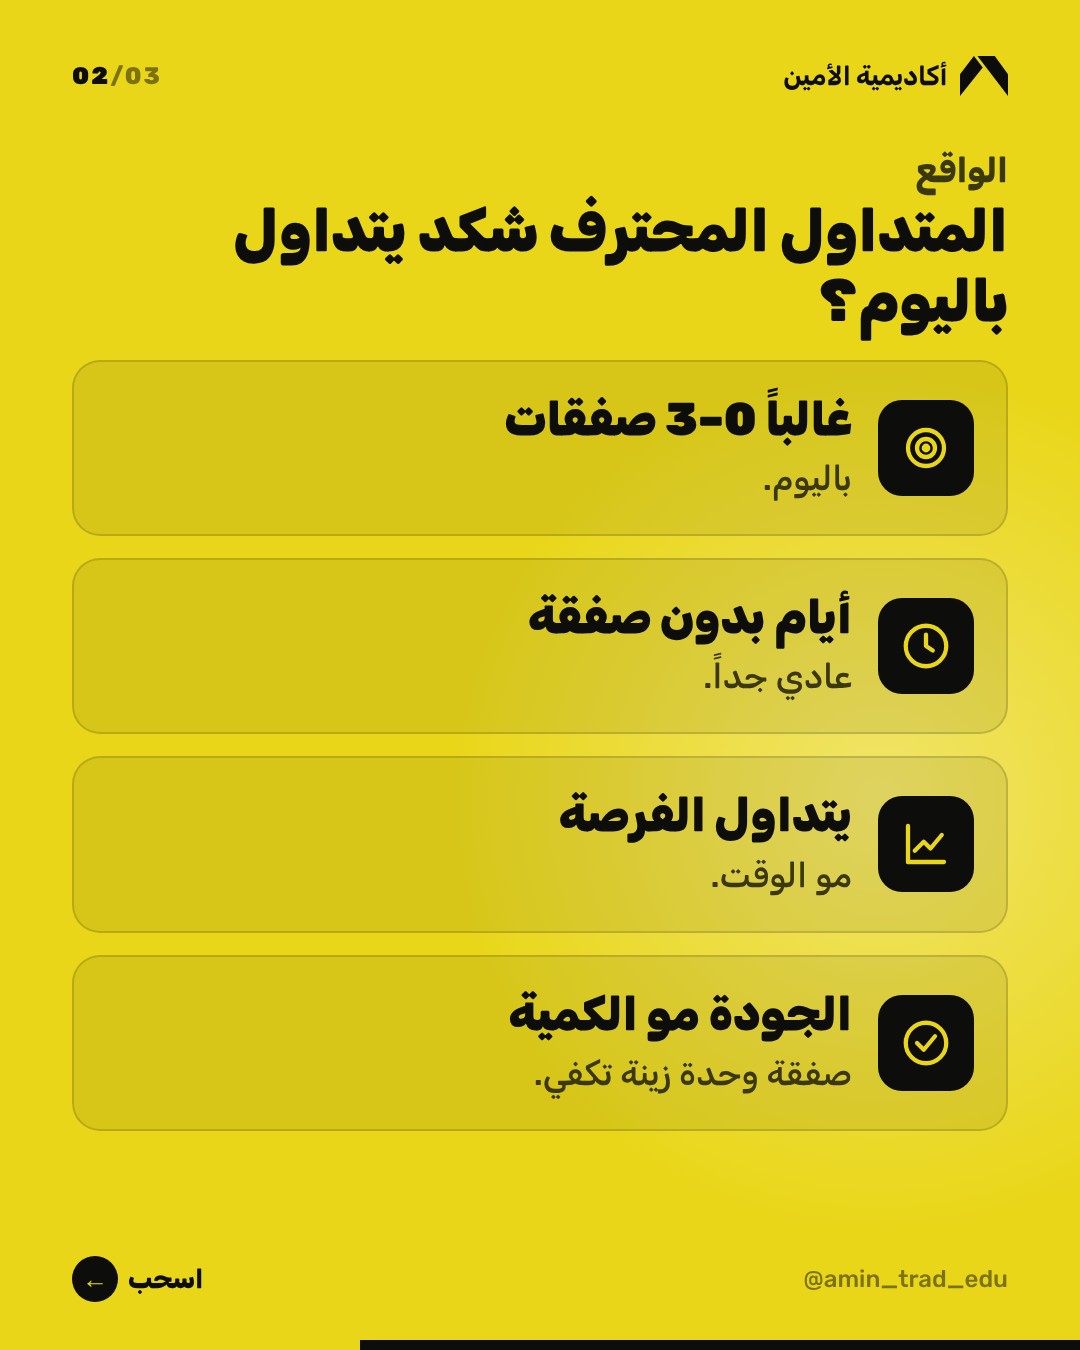 أكاديمية الأمين
02/03
الواقع
المتداول المحترف شكد يتداول
باليوم؟
غالباً 0–3 صفقات
باليوم.
أيام بدون صفقة
عادي جداً.
يتداول الفرصة
مو الوقت.
الجودة مو الكمية
صفقة وحدة زينة تكفي.
@amin_trad_edu
اسحب ←